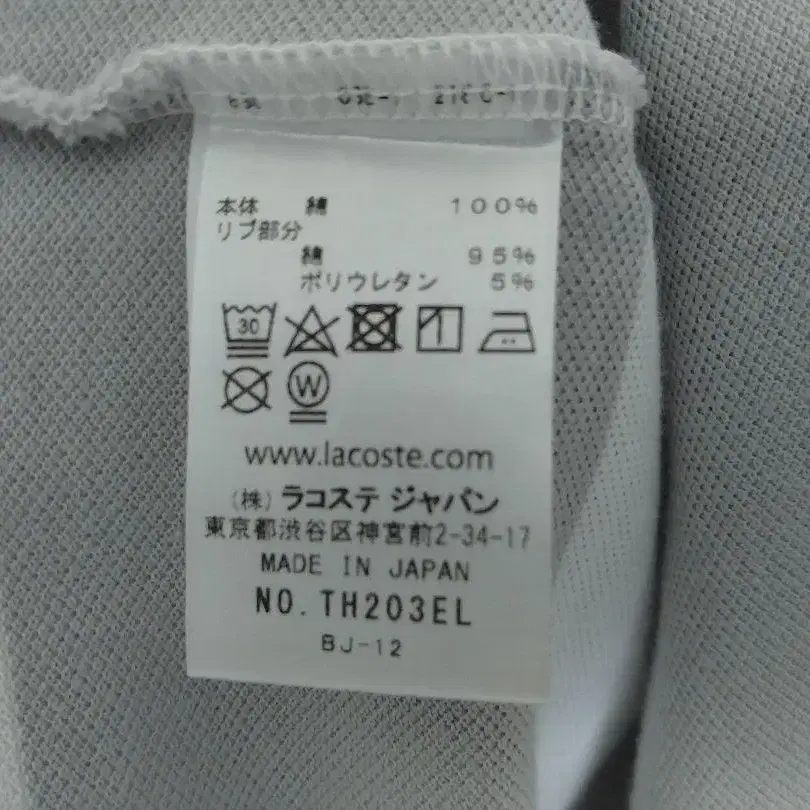 本体 綿 100%
リブ部分
綿 95%
ポリウレタン 5%
30
W
www.lacoste.com
(株) ラコステ ジャパン
東京都渋谷区神宮前2-34-17
MADE IN JAPAN
NO. TH203EL
BJ-12